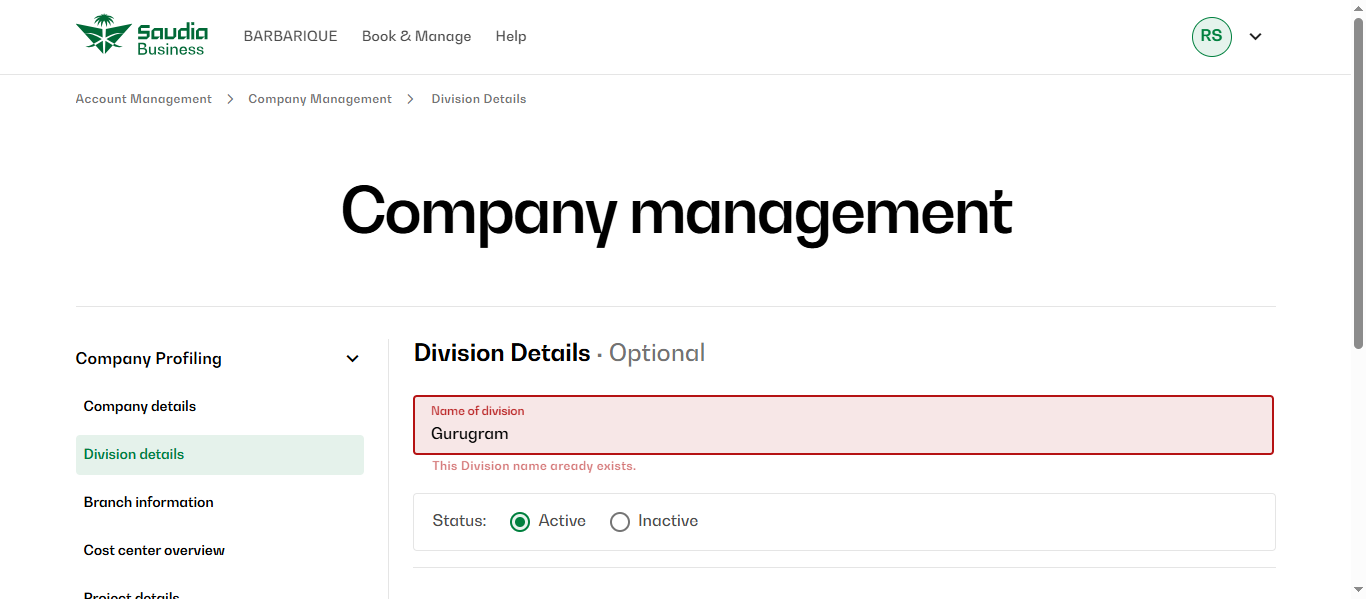 Saudia
Business
BARBARIQUE Book & Manage Help
RS
Account Management > Company Management > Division Details
Company management
Company Profiling
Company details
Division details
Branch information
Cost center overview
Project details
Division Details · Optional
Name of division
Gurugram
This Division name aready exists.
Status: Active Inactive